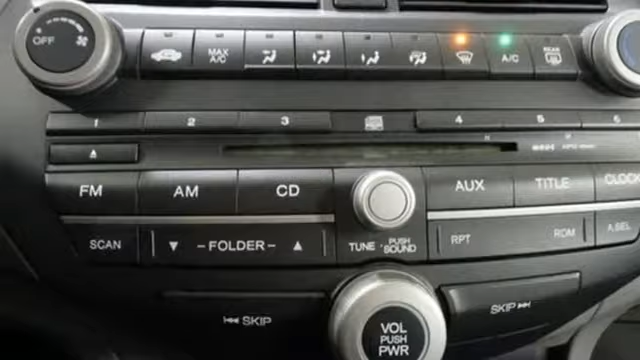 OFF
MAX A/C
A/C
REAR
1 2 3 4 5 6
FM AM CD AUX TITLE CLOCK
SCAN FOLDER TUNE PUSH SOUND RPT RDM A.SEL
SKIP VOL PUSH PWR SKIP